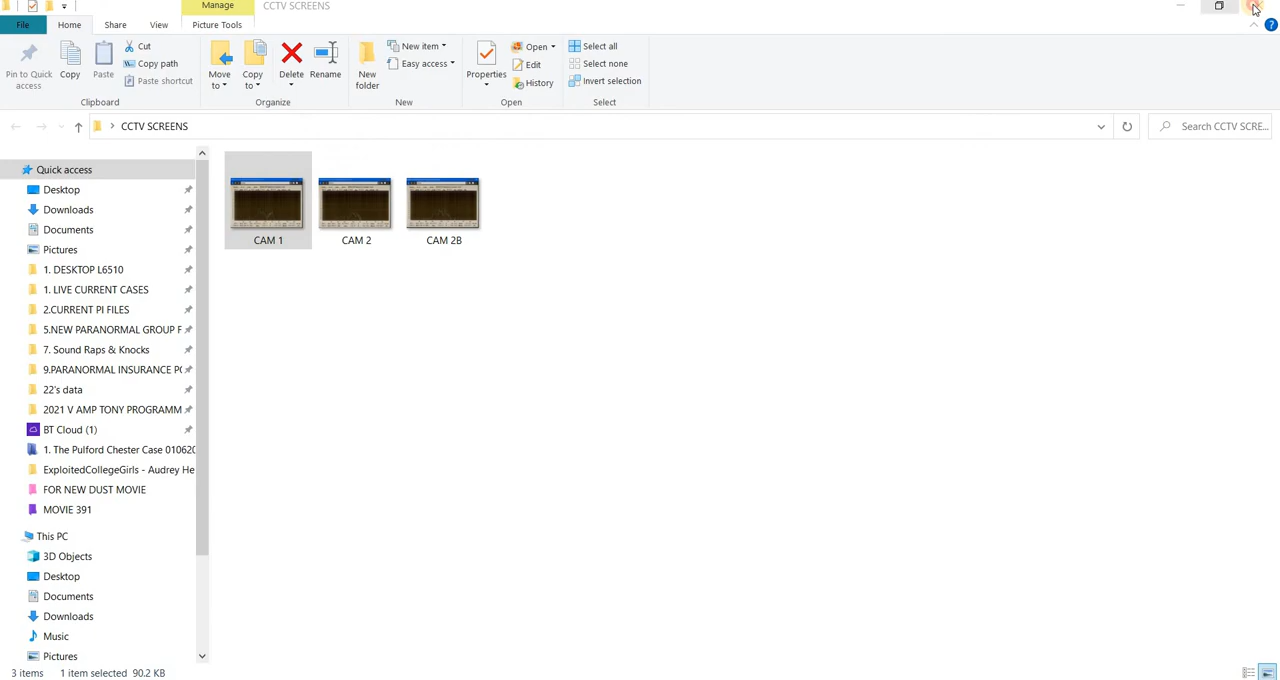 Manage
CCTV SCREENS
File
Home
Share
View
Picture Tools
Pin to Quick access
Copy
Paste
Cut
Copy path
Paste shortcut
Clipboard
Move to
Copy to
Delete
Rename
Organize
New folder
New item
Easy access
New
Properties
Open
Edit
History
Open
Select all
Select none
Invert selection
Select
CCTV SCREENS
Search CCTV SCRE...
Quick access
Desktop
Downloads
Documents
Pictures
1. DESKTOP L6510
1. LIVE CURRENT CASES
2.CURRENT PI FILES
5.NEW PARANORMAL GROUP F
7. Sound Raps & Knocks
9.PARANORMAL INSURANCE PC
22's data
2021 V AMP TONY PROGRAMM
BT Cloud (1)
1. The Pulford Chester Case 010620
ExploitedCollegeGirls - Audrey He
FOR NEW DUST MOVIE
MOVIE 391
This PC
3D Objects
Desktop
Documents
Downloads
Music
Pictures
CAM 1
CAM 2
CAM 2B
3 items
1 item selected 90.2 KB